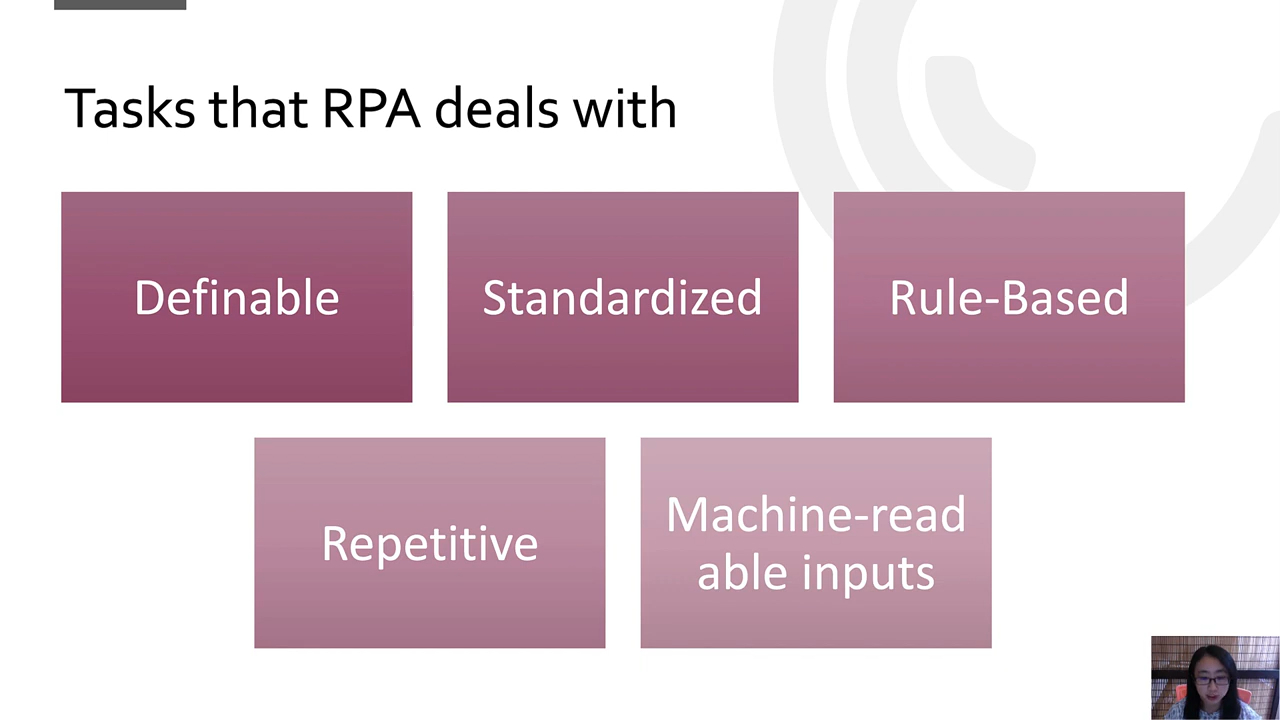 Tasks that RPA deals with
Definable
Standardized
Rule-Based
Repetitive
Machine-read
able inputs